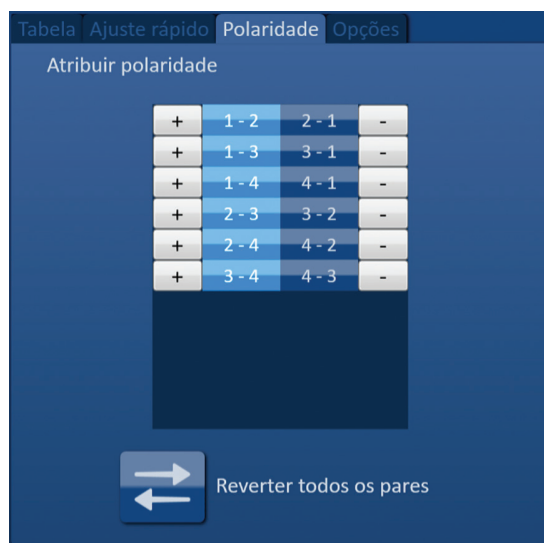 Tabela Ajuste rápido Polaridade Opções
Atribuir polaridade
+ 1 - 2 2 - 1 -
+ 1 - 3 3 - 1 -
+ 1 - 4 4 - 1 -
+ 2 - 3 3 - 2 -
+ 2 - 4 4 - 2 -
+ 3 - 4 4 - 3 -
Reverter todos os pares